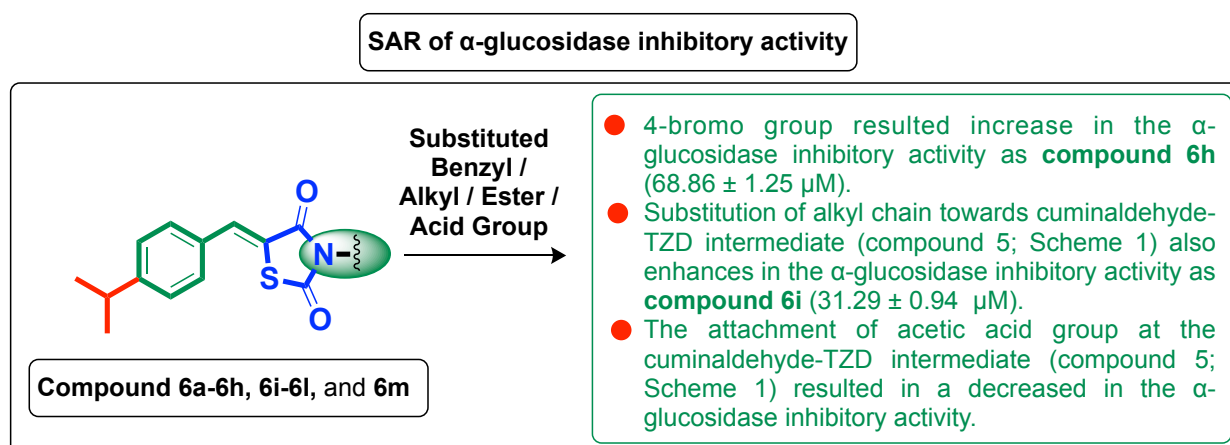 SAR of α-glucosidase inhibitory activity
Substituted
Benzyl /
Alkyl / Ester /
Acid Group
O
N
S
O
Compound 6a-6h, 6i-6l, and 6m
4-bromo group resulted increase in the α-
glucosidase inhibitory activity as compound 6h
(68.86 ± 1.25 µM).
Substitution of alkyl chain towards cuminaldehyde-
TZD intermediate (compound 5; Scheme 1) also
enhances in the α-glucosidase inhibitory activity as
compound 6i (31.29 ± 0.94 µM).
The attachment of acetic acid group at the
cuminaldehyde-TZD intermediate (compound 5;
Scheme 1) resulted in a decreased in the α-
glucosidase inhibitory activity.